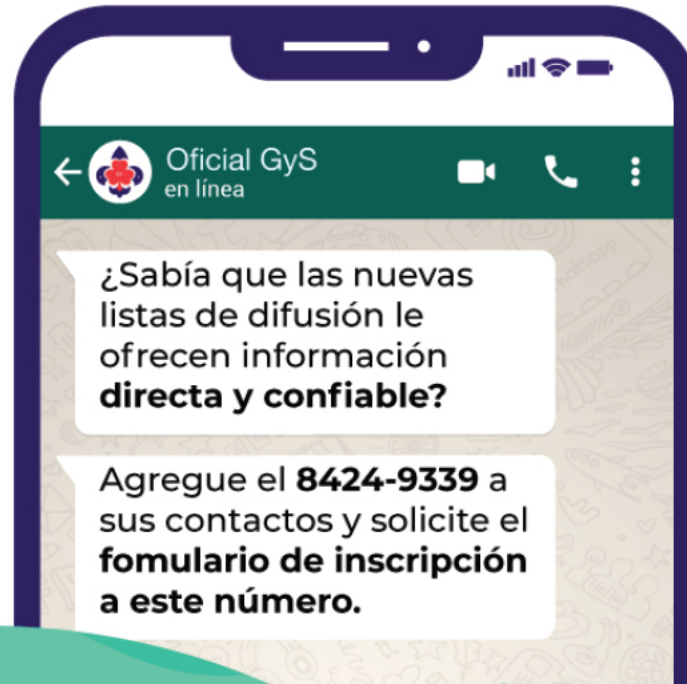 Oficial GyS
en línea
¿Sabía que las nuevas
listas de difusión le
ofrecen información
directa y confiable?
Agregue el 8424-9339 a
sus contactos y solicite el
fomulario de inscripción
a este número.